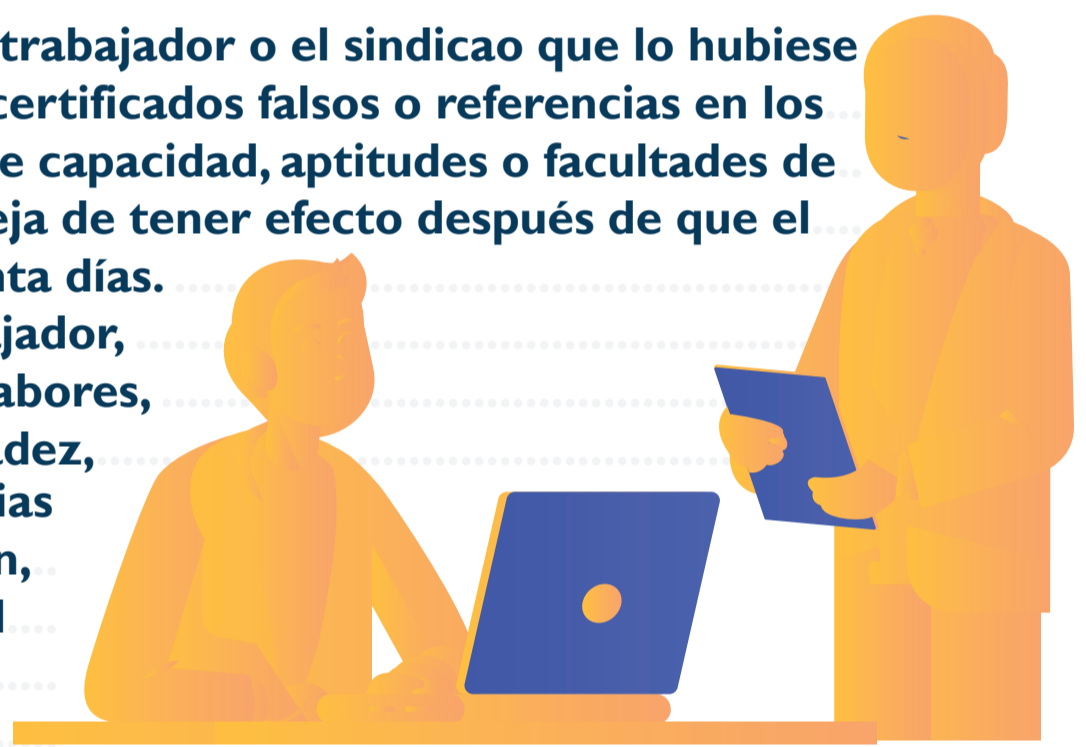 trabajador o el sindicao que lo hubiese
certificados falsos o referencias en los
e capacidad, aptitudes o facultades de
eja de tener efecto después de que el
nta días.
jador,
abores,
dez,
ias
n,
l